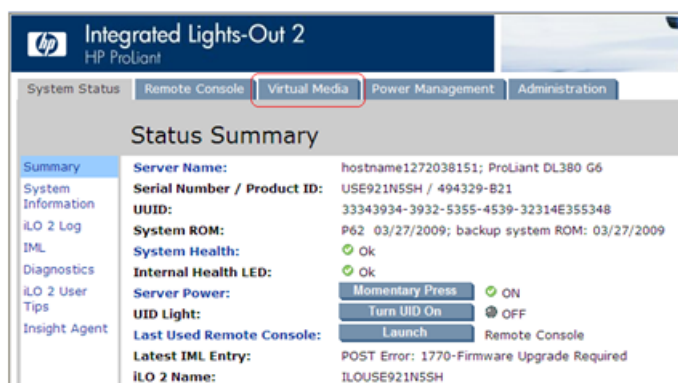 hp
Integrated Lights-Out 2
HP ProLiant
System Status Remote Console Virtual Media Power Management Administration
Status Summary
Summary
System Information
iLO 2 Log
IML
Diagnostics
iLO 2 User Tips
Insight Agent
Server Name: hostname1272038151; ProLiant DL380 G6
Serial Number / Product ID: USE921N5SH / 494329-B21
UUID: 33343934-3932-5355-4539-32314E355348
System ROM: P62 03/27/2009; backup system ROM: 03/27/2009
System Health: Ok
Internal Health LED: Ok
Server Power: Momentary Press ON
UID Light: Turn UID On OFF
Last Used Remote Console: Launch Remote Console
Latest IML Entry: POST Error: 1770-Firmware Upgrade Required
iLO 2 Name: ILOUSE921N5SH